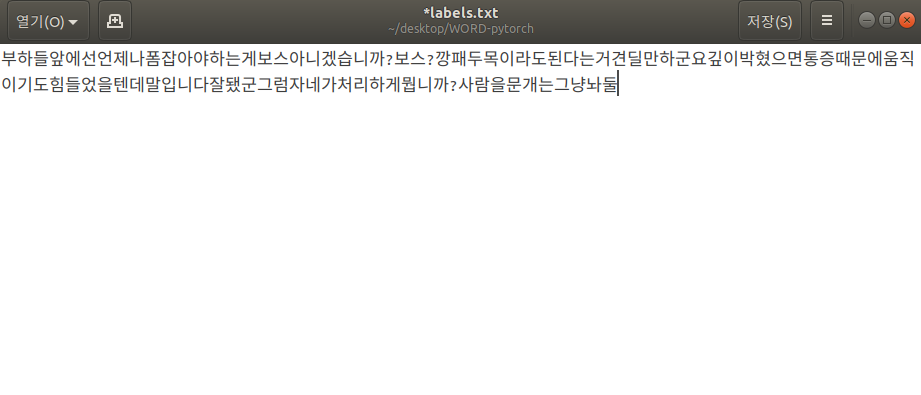 열기(O)
*labels.txt
~/desktop/WORD-pytorch
저장(S)
부하들앞에선언제나폼잡아야하는게보스아니겠습니까?보스?깡패두목이라도된다는거견딜만하군요깊이박혔으면통증때문에움직
이기도힘들었을텐데말입니다잘됐군그럼자네가처리하게뭡니까?사람을문개는그냥놔둘